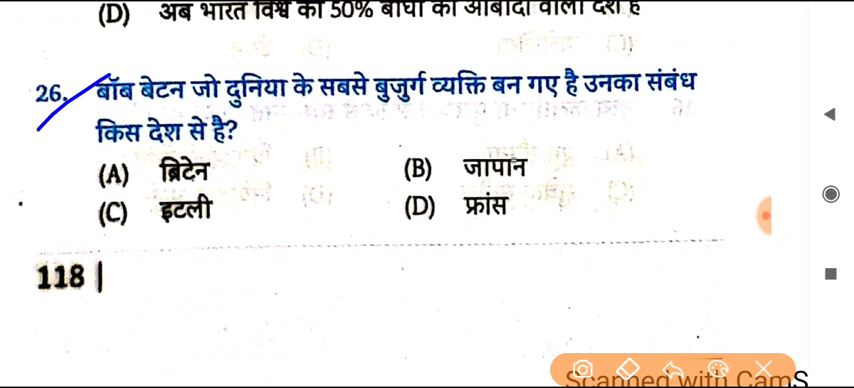 (D) अब भारत विश्व की 50% बाघों की आबादी वाला देश है
26. बॉब बेटन जो दुनिया के सबसे बुजुर्ग व्यक्ति बन गए है उनका संबंध
किस देश से है?
(A) ब्रिटेन (B) जापान
(C) इटली (D) फ्रांस
118 |
Scanned with CamS